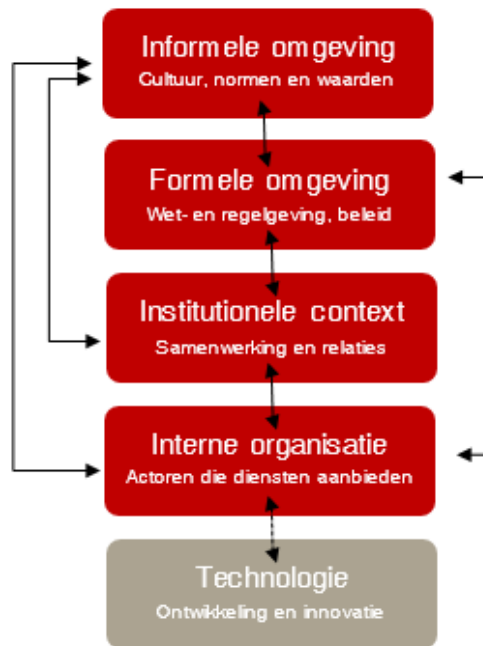 Informele omgeving
Cultuur, normen en waarden
Formele omgeving
Wet- en regelgeving, beleid
Institutionele context
Samenwerking en relaties
Interne organisatie
Actoren die diensten aanbieden
Technologie
Ontwikkeling en innovatie